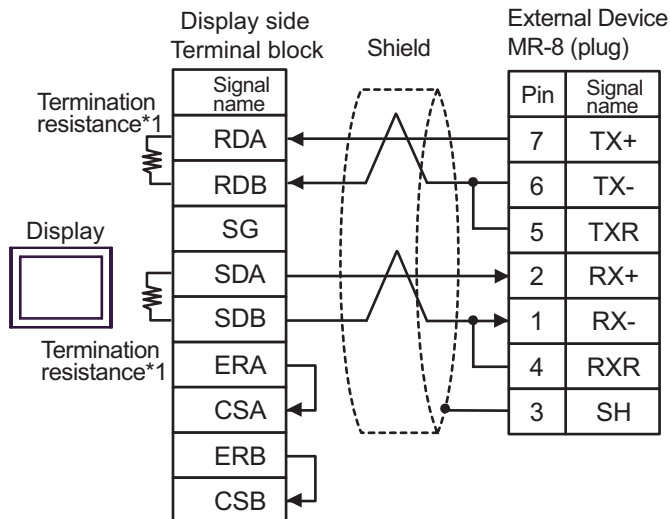 Display side
Terminal block
Shield
External Device
MR-8 (plug)
Signal
name
Pin
Signal
name
Termination
resistance*1
RDA
7
TX+
RDB
6
TX-
SG
5
TXR
Display
SDA
2
RX+
SDB
1
RX-
Termination
resistance*1
ERA
4
RXR
CSA
3
SH
ERB
CSB